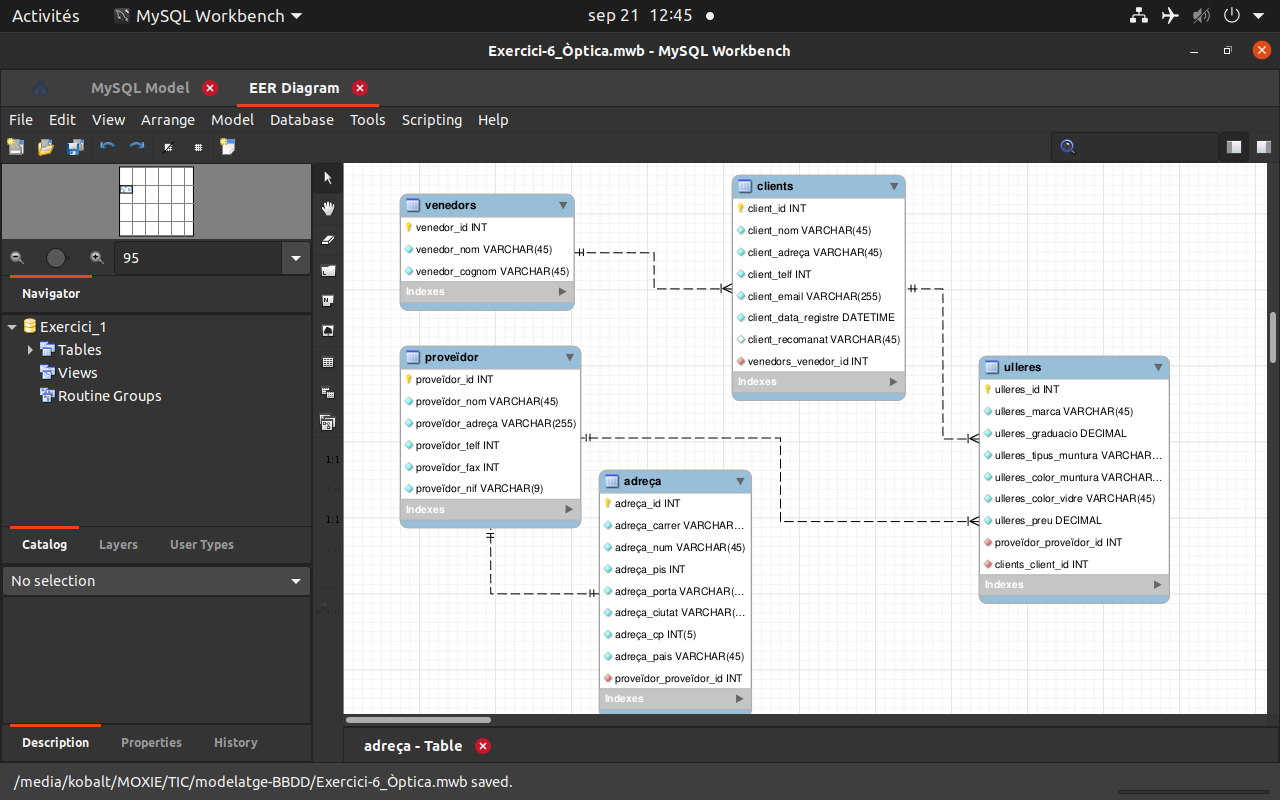 Activités
MySQL Workbench
sep 21 12:45
Exercici-6_Òptica.mwb - MySQL Workbench
MySQL Model
EER Diagram
File Edit View Arrange Model Database Tools Scripting Help
95
Navigator
Exercici_1
Tables
Views
Routine Groups
Catalog Layers User Types
No selection
Description Properties History
1:1
1:1
venedors
venedor_id INT
venedor_nom VARCHAR(45)
venedor_cognom VARCHAR(45)
Indexes
clients
client_id INT
client_nom VARCHAR(45)
client_adreça VARCHAR(45)
client_telf INT
client_email VARCHAR(255)
client_data_registre DATETIME
client_recomanat VARCHAR(45)
venedors_venedor_id INT
Indexes
proveïdor
proveïdor_id INT
proveïdor_nom VARCHAR(45)
proveïdor_adreça VARCHAR(255)
proveïdor_telf INT
proveïdor_fax INT
proveïdor_nif VARCHAR(9)
Indexes
adreça
adreça_id INT
adreça_carrer VARCHAR...
adreça_num VARCHAR(45)
adreça_pis INT
adreça_porta VARCHAR(...
adreça_ciutat VARCHAR(...
adreça_cp INT(5)
adreça_pais VARCHAR(45)
proveïdor_proveïdor_id INT
Indexes
ulleres
ulleres_id INT
ulleres_marca VARCHAR(45)
ulleres_graduacio DECIMAL
ulleres_tipus_muntura VARCHAR...
ulleres_color_muntura VARCHAR...
ulleres_color_vidre VARCHAR(45)
ulleres_preu DECIMAL
proveïdor_proveïdor_id INT
clients_client_id INT
Indexes
adreça - Table
/media/kobalt/MOXIE/TIC/modelatge-BBDD/Exercici-6_Òptica.mwb saved.